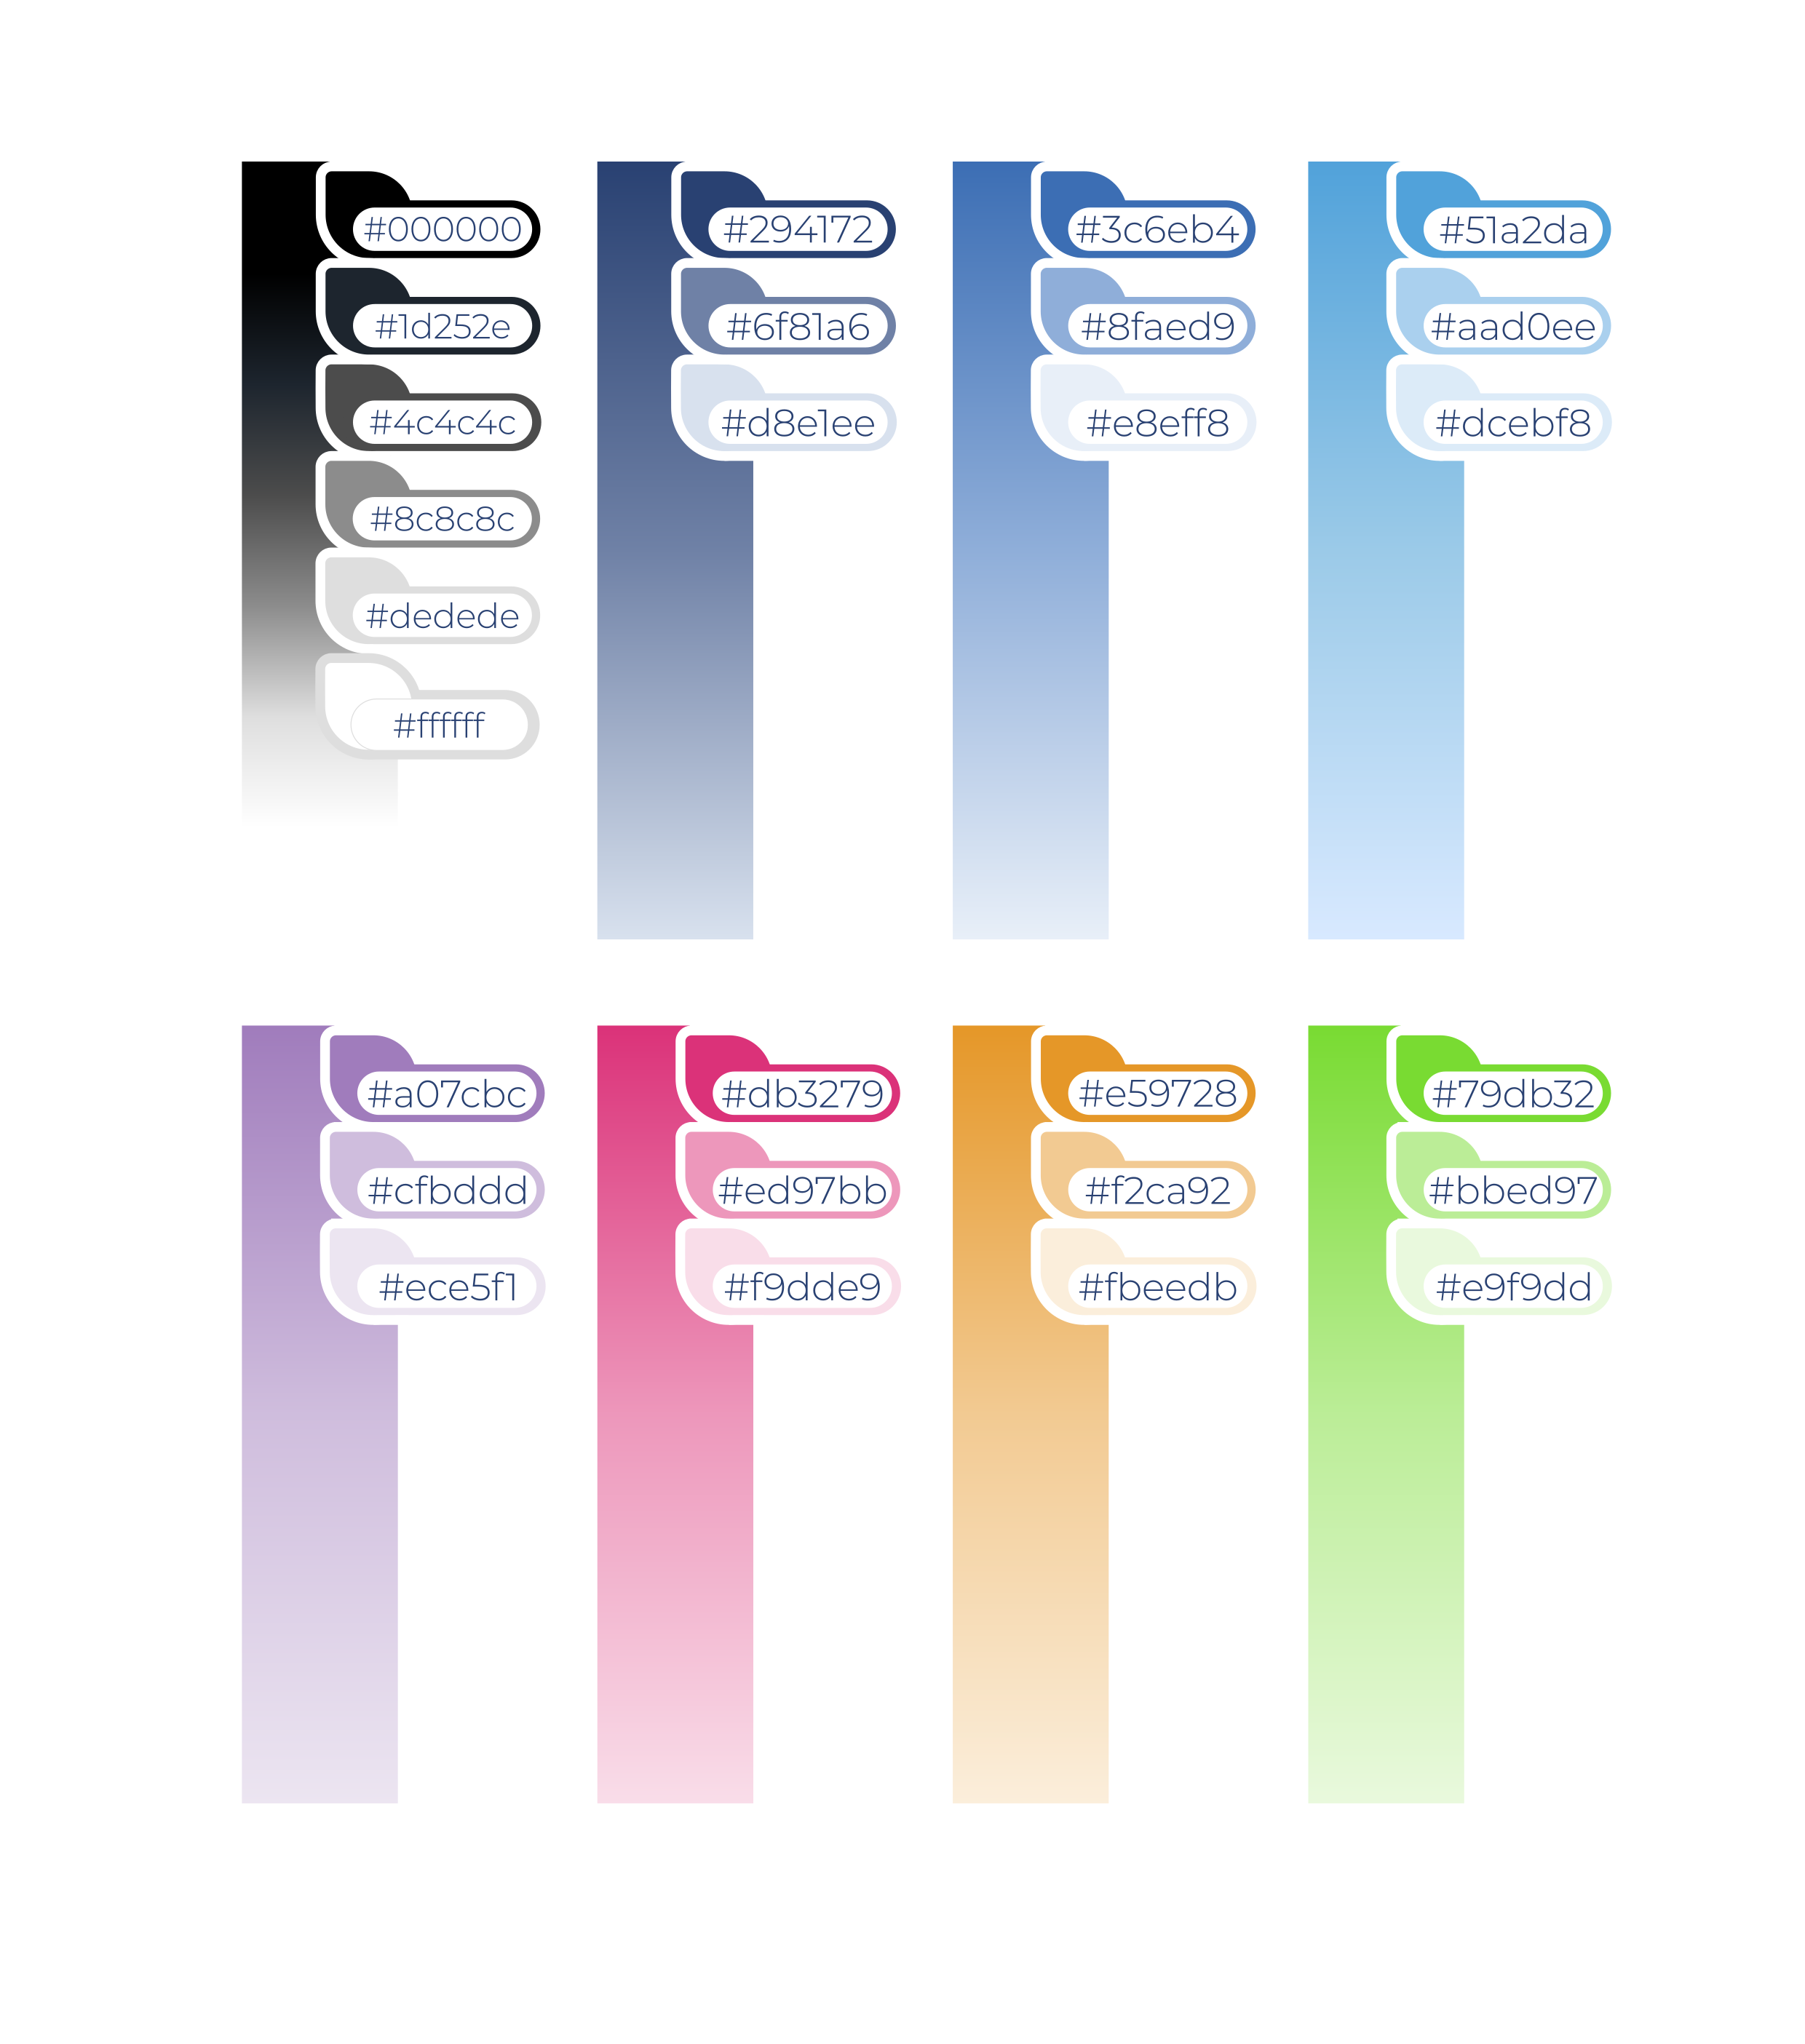 #000000
#1d252e
#4c4c4c
#8c8c8c
#dedede
#ffffff
#294172
#6f81a6
#d8e1ee
#3c6eb4
#8faed9
#e8eff8
#51a2da
#aad0ee
#dcebf8
#a07cbc
#cfbddd
#ece5f1
#db3279
#ed97bb
#f9dde9
#e59728
#f2ca92
#fbeedb
#79db32
#bbed97
#e9f9dd